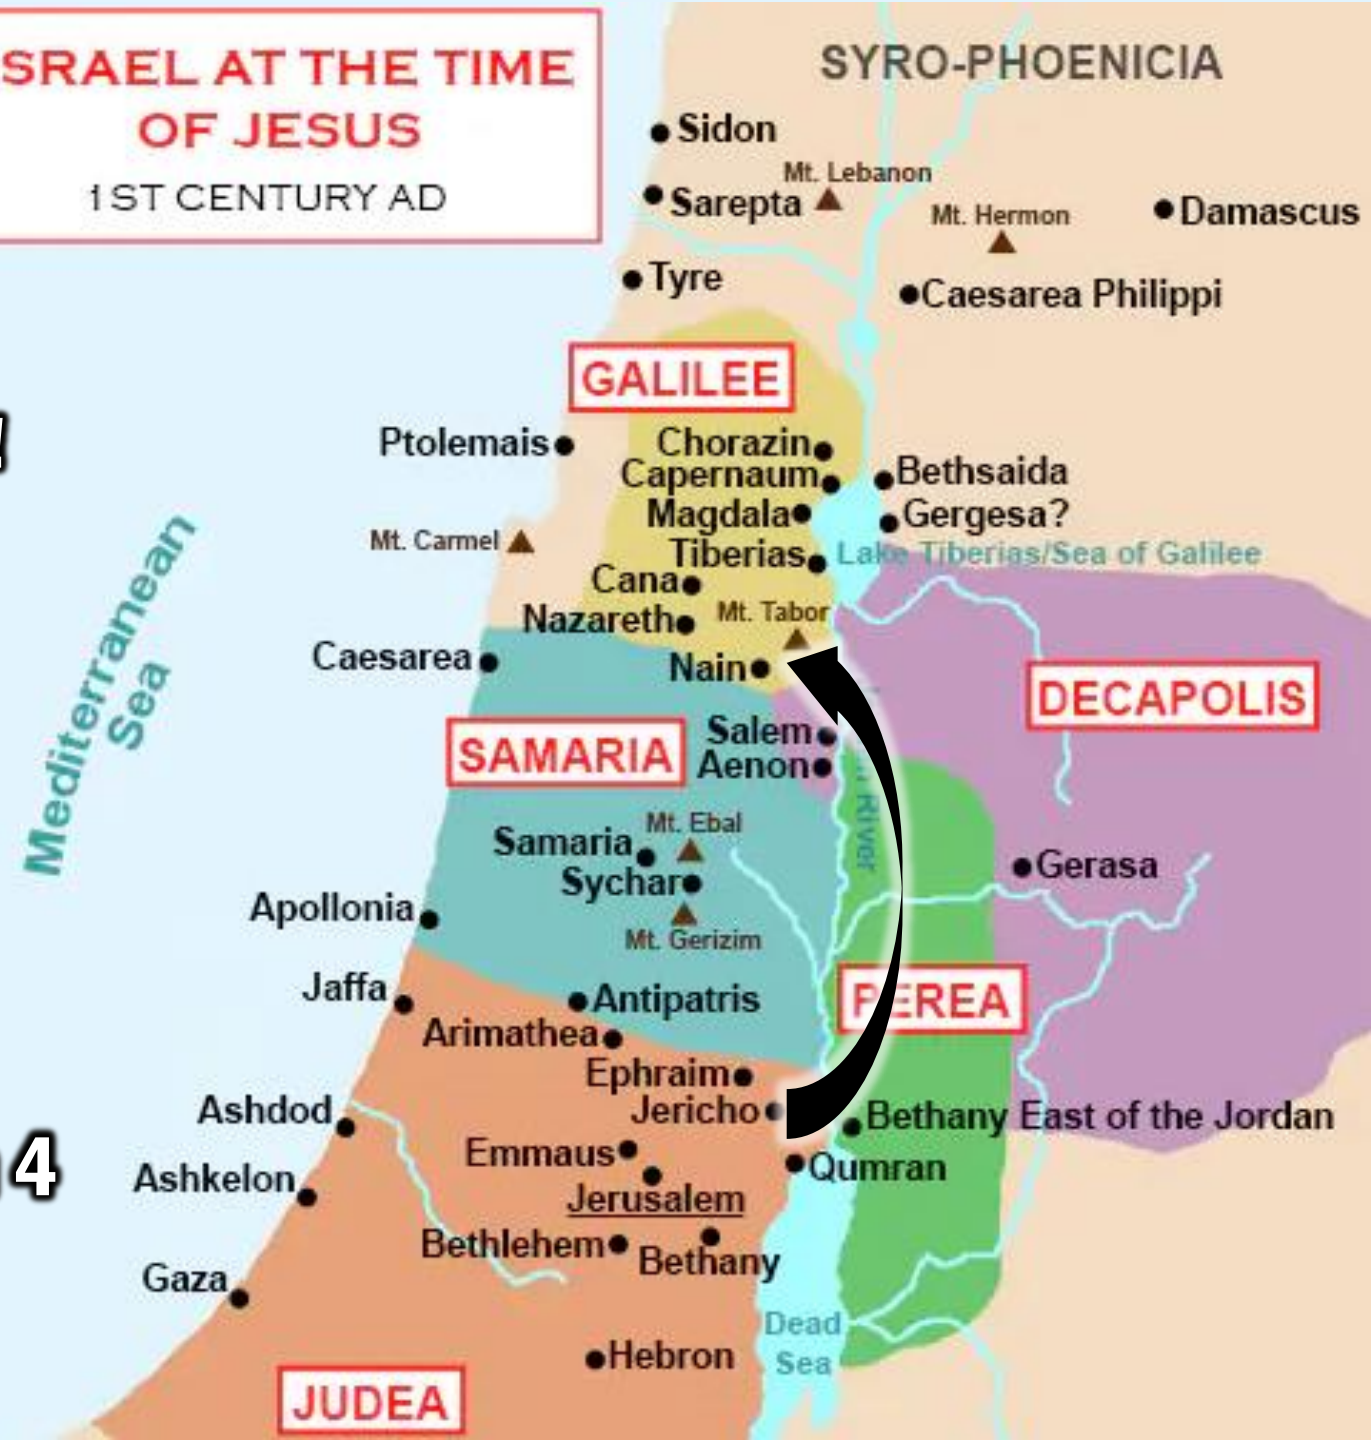 SRAEL AT THE TIME
OF JESUS
1ST CENTURY AD
SYRO-PHOENICIA
Sidon
Mt. Lebanon
Sarepta
Mt. Hermon
Damascus
Tyre
Caesarea Philippi
GALILEE
!
Ptolemais
Chorazin
Capernaum
Bethsaida
Magdala
Gergesa?
Mt. Carmel
Tiberias
Lake Tiberias/Sea of Galilee
Cana
Nazareth
Mt. Tabor
Caesarea
Nain
Mediterranean
Sea
DECAPOLIS
SAMARIA
Salem
Aenon
River
Mt. Ebal
Samaria
Sychar
Gerasa
Apollonia
Mt. Gerizim
Jaffa
Antipatris
PEREA
Arimathea
Ephraim
Jericho
Ashdod
Bethany East of the Jordan
Emmaus
4
Ashkelon
Qumran
Jerusalem
Bethlehem
Bethany
Gaza
Dead
Sea
Hebron
JUDEA